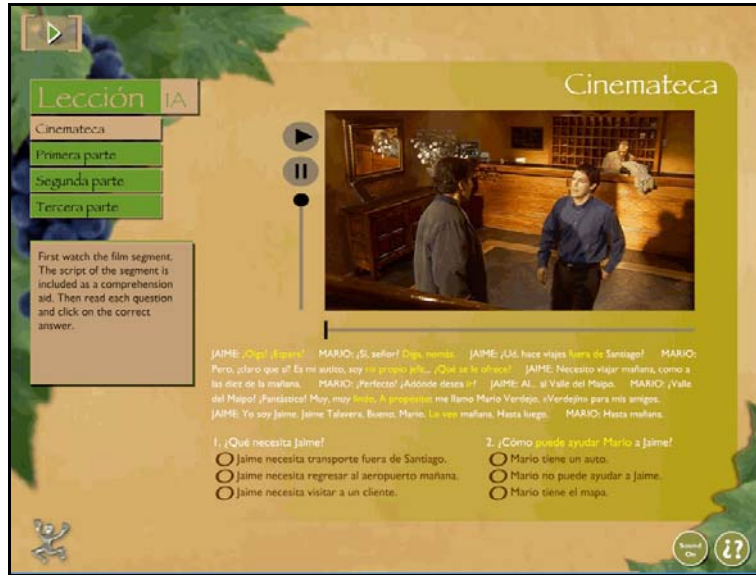 Lección 1A
Cinemateca
Cinemateca
Primera parte
Segunda parte
Tercera parte
First watch the film segment.
The script of the segment is
included as a comprehension
aid. Then read each question
and click on the correct
answer.
JAIME: ¡Oiga! ¡Espere! MARIO: ¿Sí, señor? Diga, nomás. JAIME: ¿Ud. hace viajes fuera de Santiago? MARIO:
Pero, ¡claro que sí! Es mi autito, soy mi propio jefe... ¿Qué se le ofrece? JAIME: Necesito viajar mañana, como a
las diez de la mañana. MARIO: ¡Perfecto! ¿Adónde desea ir? JAIME: Al... al Valle del Maipo. MARIO: ¡Valle
del Maipo! ¡Fantástico! Muy, muy lindo. A propósito: me llamo Mario Verdejo, «Verdejín» para mis amigos.
JAIME: Yo soy Jaime. Jaime Talavera. Bueno, Mario. Lo veo mañana. Hasta luego. MARIO: Hasta mañana.
1. ¿Qué necesita Jaime?
Jaime necesita transporte fuera de Santiago.
Jaime necesita regresar al aeropuerto mañana.
Jaime necesita visitar a un cliente.
2. ¿Cómo puede ayudar Mario a Jaime?
Mario tiene un auto.
Mario no puede ayudar a Jaime.
Mario tiene el mapa.
Sound
On
¿?